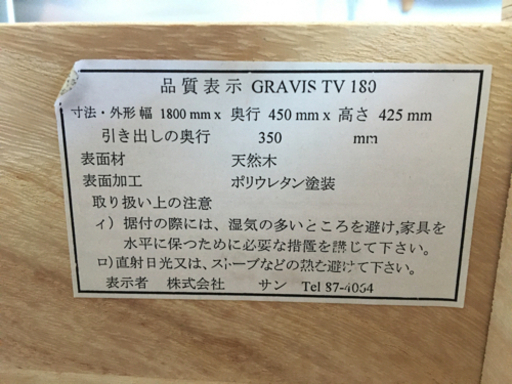 品質表示 GRAVIS TV 180
寸法・外形 幅 1800 mm x 奥行 450 mm x 高さ 425 mm
引き出しの奥行 350 mm
表面材 天然木
表面加工 ポリウレタン塗装
取り扱い上の注意
イ）据付の際には、湿気の多いところを避け,家具を
水平に保つために必要な措置を講じて下さい。
ロ)直射日光又は、ストーブなどの熱を避けて下さい。
表示者 株式会社 サン Tel 87-4064